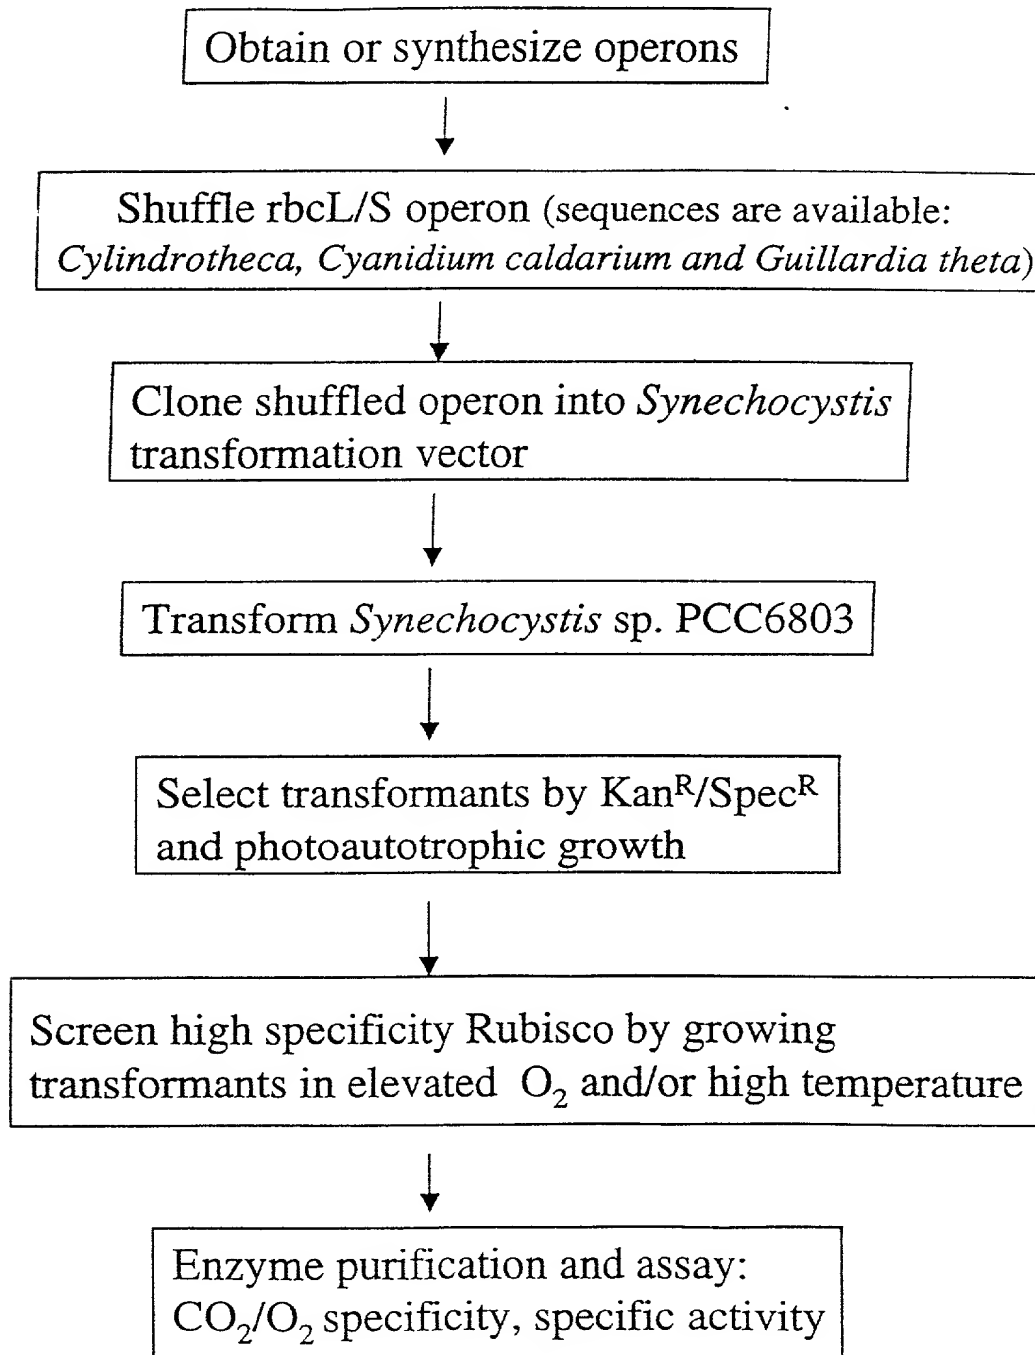 Obtain or synthesize operons
Shuffle rbcL/S operon (sequences are available:
Cylindrotheca, Cyanidium caldarium and Guillardia theta)
Clone shuffled operon into Synechocystis
transformation vector
Transform Synechocystis sp. PCC6803
Select transformants by Kanᴿ/Specᴿ
and photoautotrophic growth
Screen high specificity Rubisco by growing
transformants in elevated O₂ and/or high temperature
Enzyme purification and assay:
CO₂/O₂ specificity, specific activity